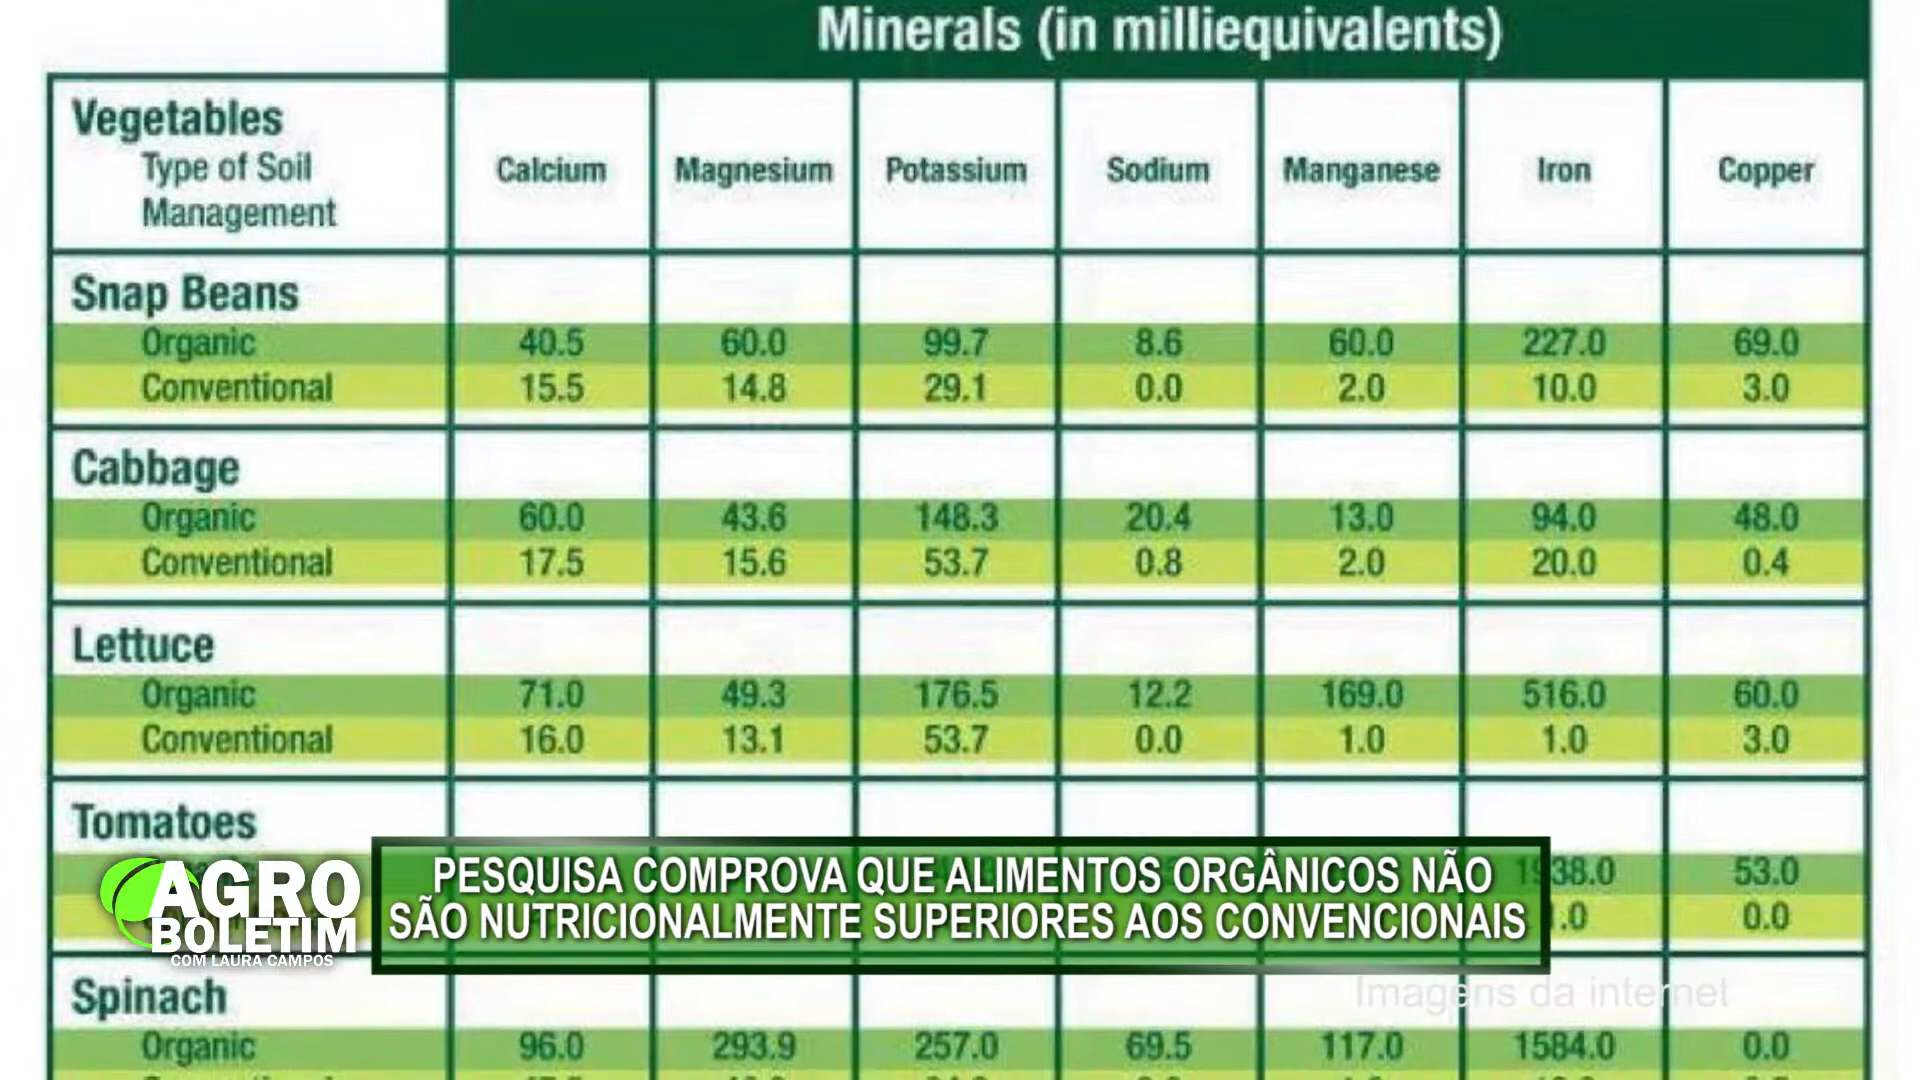 Minerals (in milliequivalents)
Vegetables
Type of Soil
Management
Calcium Magnesium Potassium Sodium Manganese Iron Copper
Snap Beans
Organic 40.5 60.0 99.7 8.6 60.0 227.0 69.0
Conventional 15.5 14.8 29.1 0.0 2.0 10.0 3.0
Cabbage
Organic 60.0 43.6 148.3 20.4 13.0 94.0 48.0
Conventional 17.5 15.6 53.7 0.8 2.0 20.0 0.4
Lettuce
Organic 71.0 49.3 176.5 12.2 169.0 516.0 60.0
Conventional 16.0 13.1 53.7 0.0 1.0 1.0 3.0
Tomatoes
53.0
0.0
AGRO
BOLETIM
COM LAURA CAMPOS
PESQUISA COMPROVA QUE ALIMENTOS ORGÂNICOS NÃO
SÃO NUTRICIONALMENTE SUPERIORES AOS CONVENCIONAIS
Imagens da internet
Spinach
Organic 96.0 293.9 257.0 69.5 117.0 1584.0 0.0